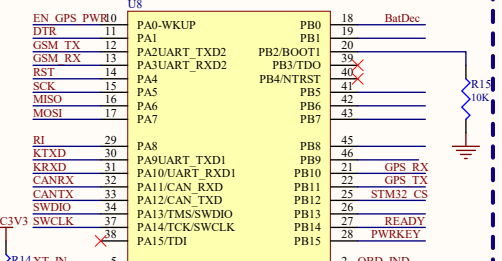 U8
EN_GPS_PWR 10 PA0-WKUP PB0 18 BatDec
DTR 11 PA1 PB1 19
GSM_TX 12 PA2UART_TXD2 PB2/BOOT1 20
GSM_RX 13 PA3UART_RXD2 PB3/TDO 39
RST 14 PA4 PB4/NTRST 40
SCK 15 PA5 PB5 41
MISO 16 PA6 PB6 42
MOSI 17 PA7 PB7 43
R15
10K
RI 29 PA8 PB8 45
KTXD 30 PA9UART_TXD1 PB9 46
KRXD 31 PA10/UART_RXD1 PB10 21 GPS_RX
CANRX 32 PA11/CAN_RXD PB11 22 GPS_TX
CANTX 33 PA12/CAN_TXD PB12 25 STM32_CS
SWDIO 34 PA13/TMS/SWDIO PB13 26
C3V3 SWCLK 37 PA14/TCK/SWCLK PB14 27 READY
38 PA15/TDI PB15 28 PWRKEY
R14